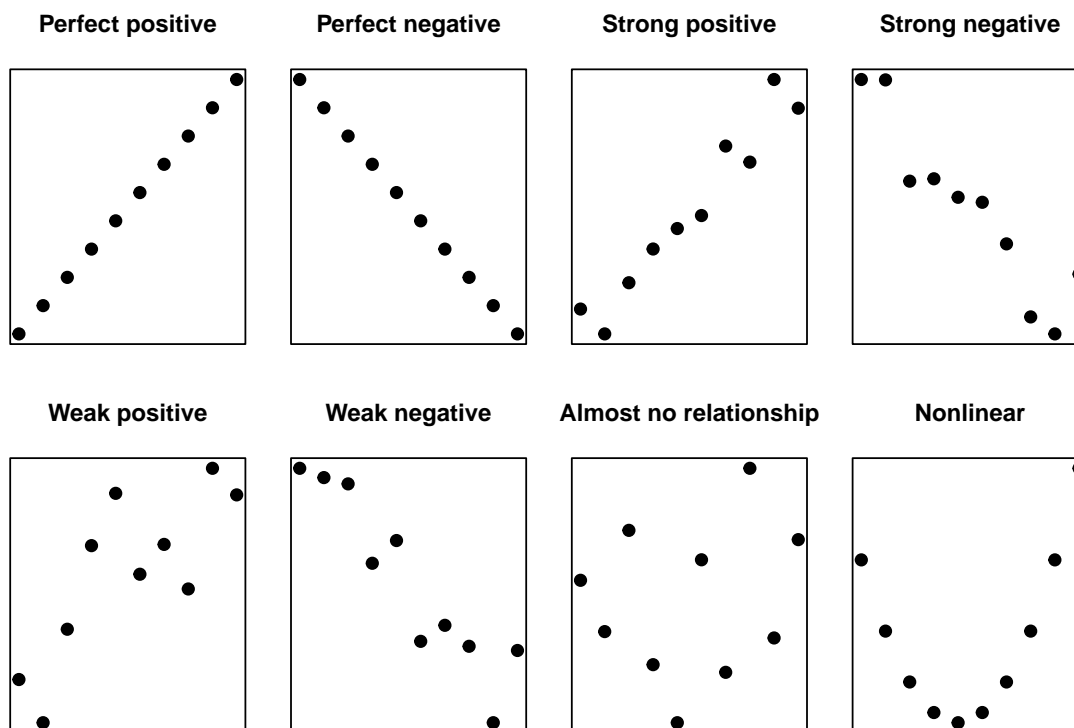 Perfect positive
Perfect negative
Strong positive
Strong negative
Weak positive
Weak negative
Almost no relationship
Nonlinear